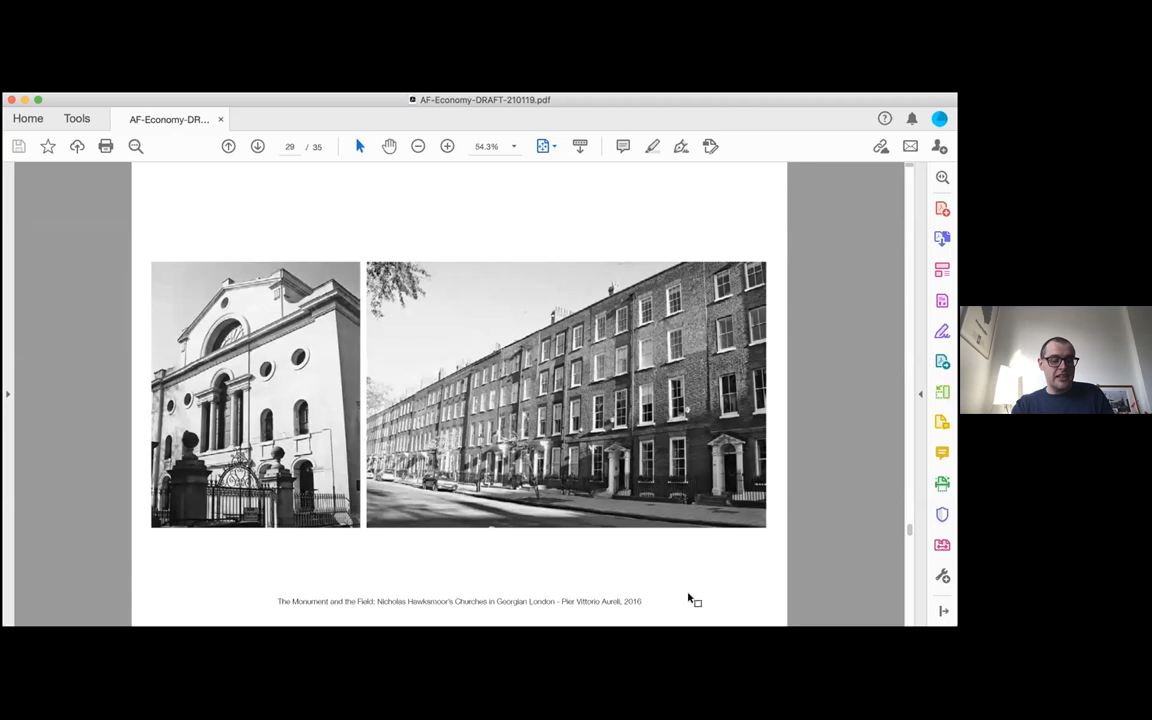 AF-Economy-DRAFT-210119.pdf
Home
Tools
AF-Economy-DR...
29 / 35
54.3%
The Monument and the Field: Nicholas Hawksmoor's Churches in Georgian London - Pier Vittorio Aureli, 2016